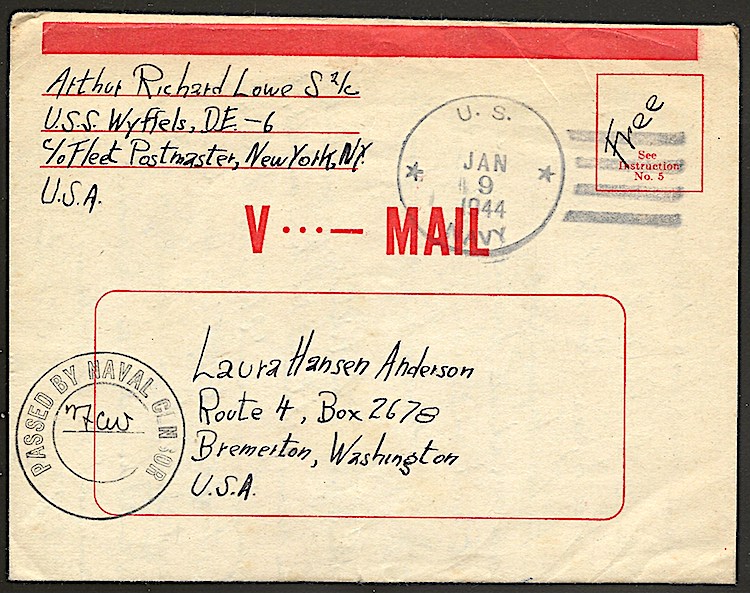 Arthur Richard Lowe S 2/c
U.S.S. Wyffels, DE.-6
c/o Fleet Postmaster, New York, N.Y.
U.S.A.
U. S.
JAN
9
1944
NAVY
Free
See
Instruction
No. 5
V ···— MAIL
PASSED BY NAVAL CENSOR
Laura Hansen Anderson
Route 4, Box 2678
Bremerton, Washington
U.S.A.